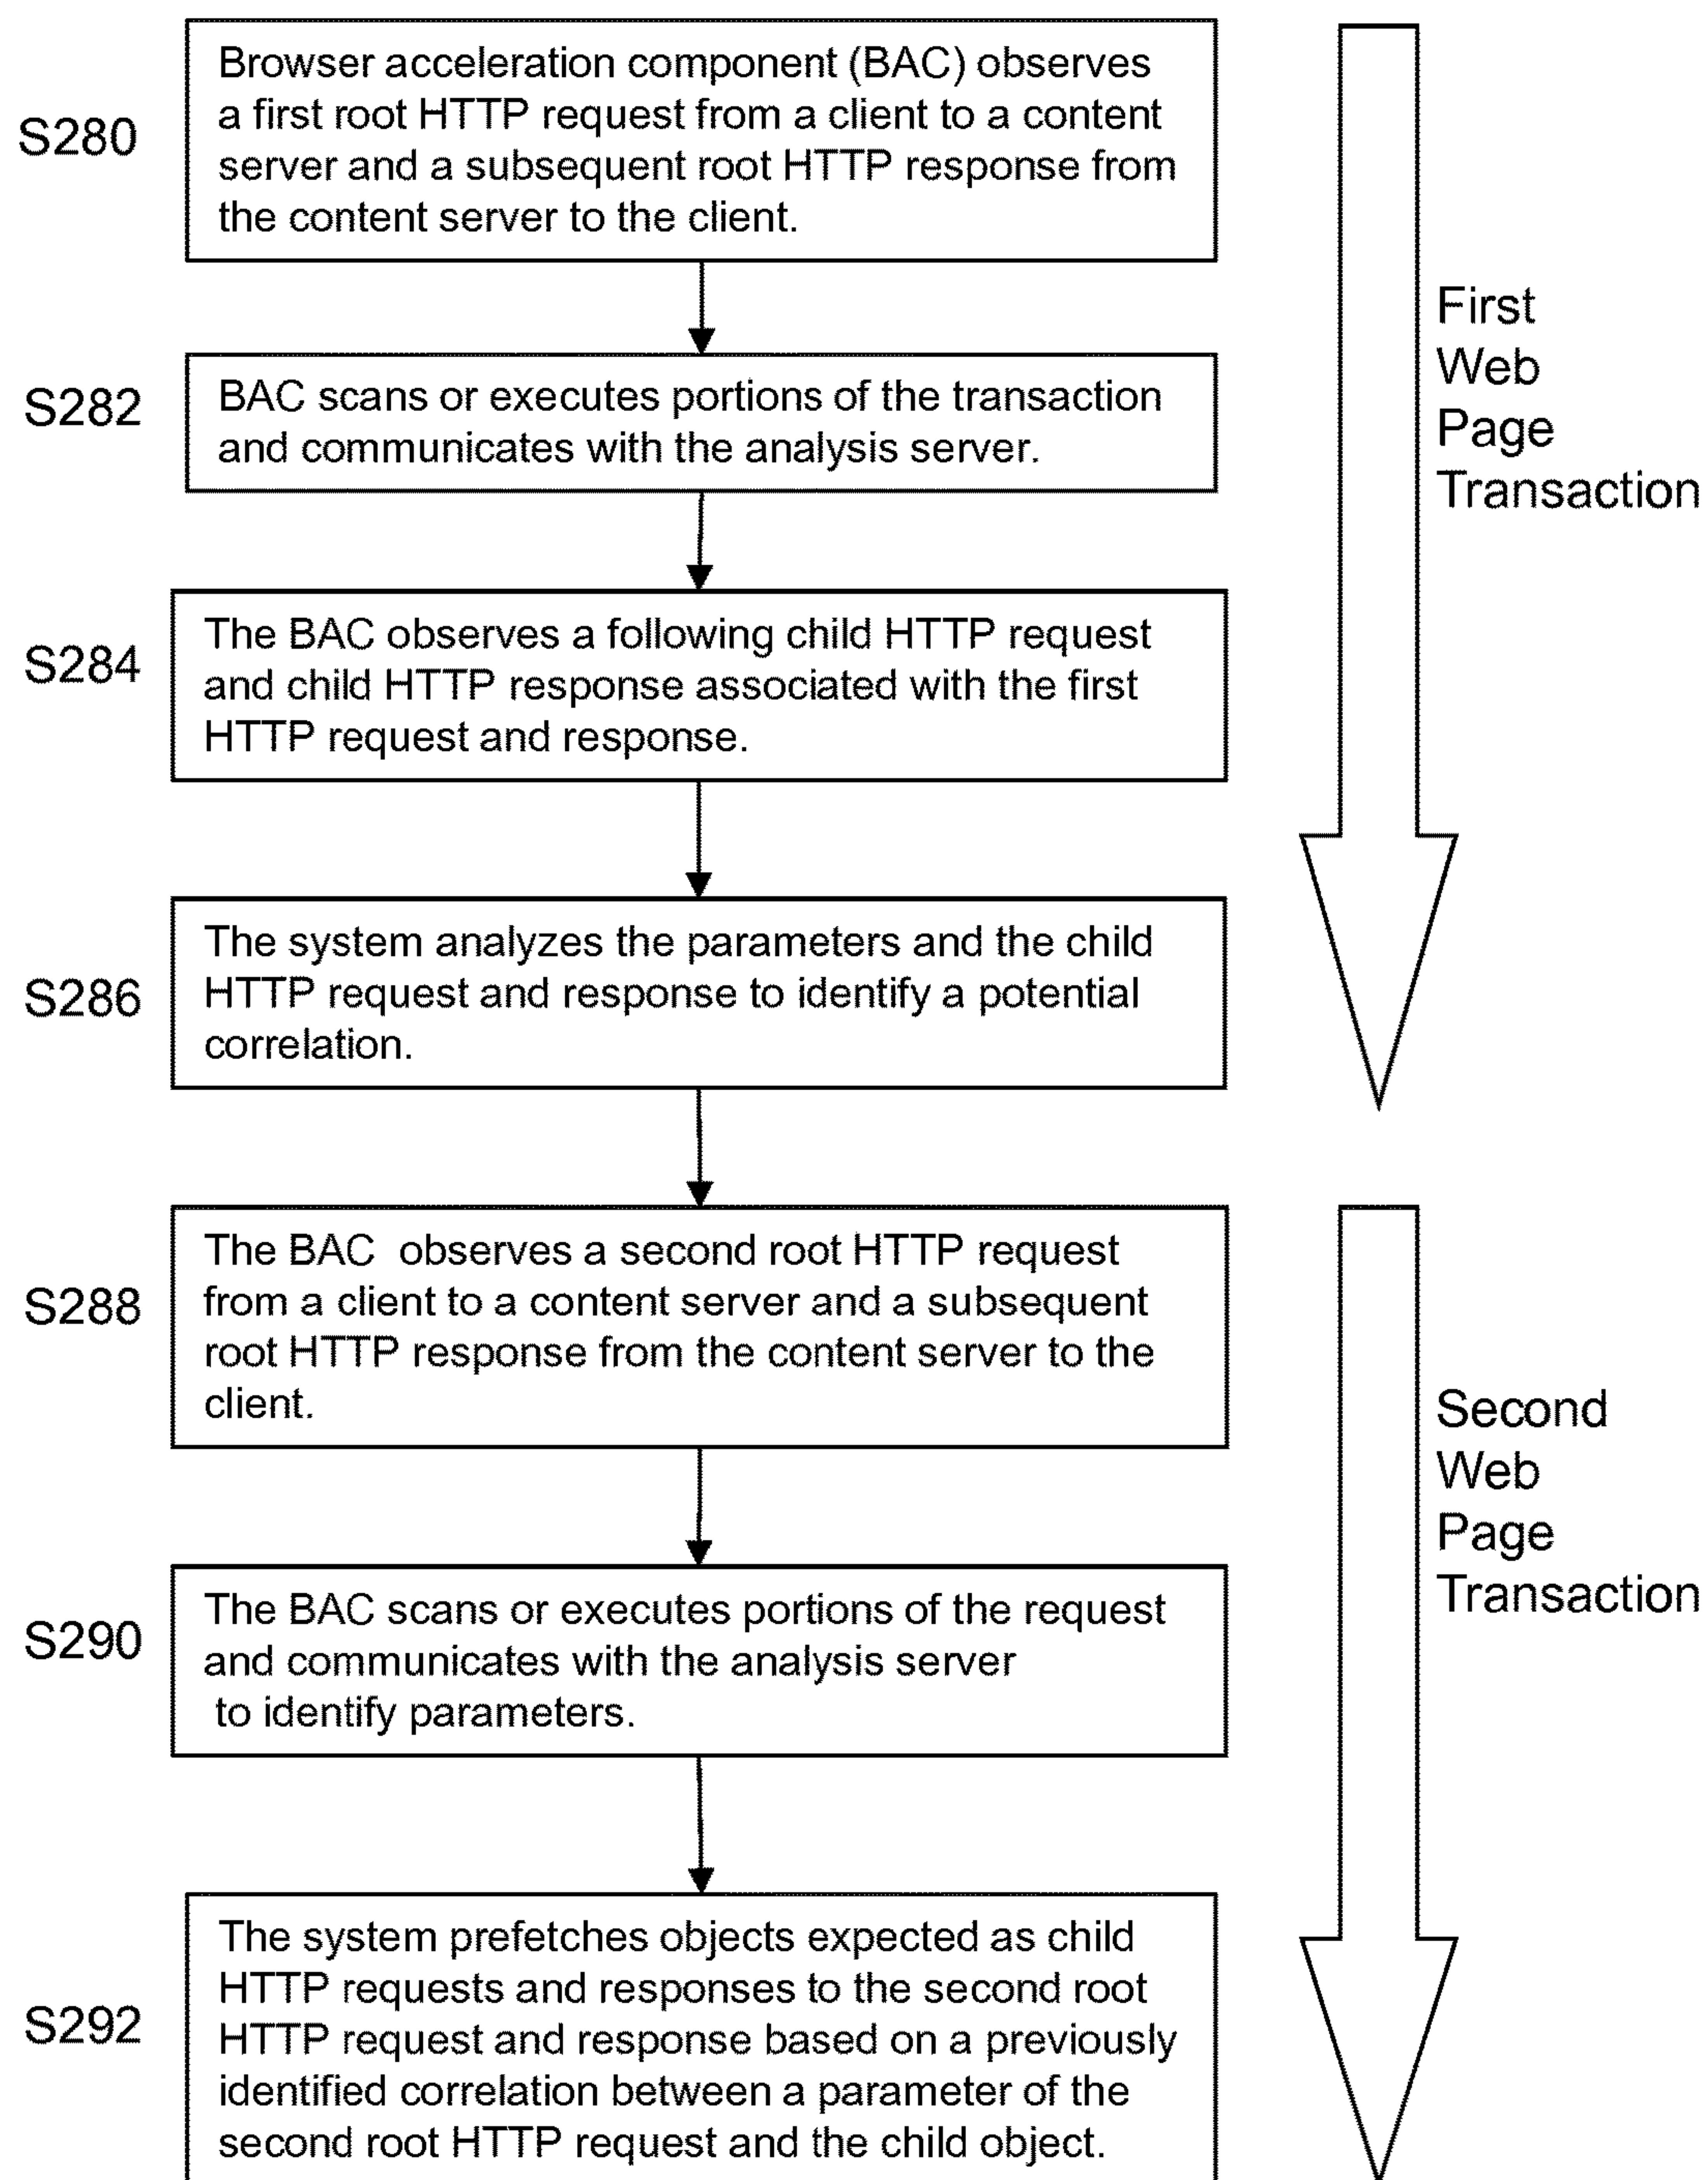 S280
Browser acceleration component (BAC) observes
a first root HTTP request from a client to a content
server and a subsequent root HTTP response from
the content server to the client.
First
Web
Page
Transaction
S282
BAC scans or executes portions of the transaction
and communicates with the analysis server.
S284
The BAC observes a following child HTTP request
and child HTTP response associated with the first
HTTP request and response.
S286
The system analyzes the parameters and the child
HTTP request and response to identify a potential
correlation.
S288
The BAC  observes a second root HTTP request
from a client to a content server and a subsequent
root HTTP response from the content server to the
client.
Second
Web
Page
Transaction
S290
The BAC scans or executes portions of the request
and communicates with the analysis server
to identify parameters.
S292
The system prefetches objects expected as child
HTTP requests and responses to the second root
HTTP request and response based on a previously
identified correlation between a parameter of the
second root HTTP request and the child object.